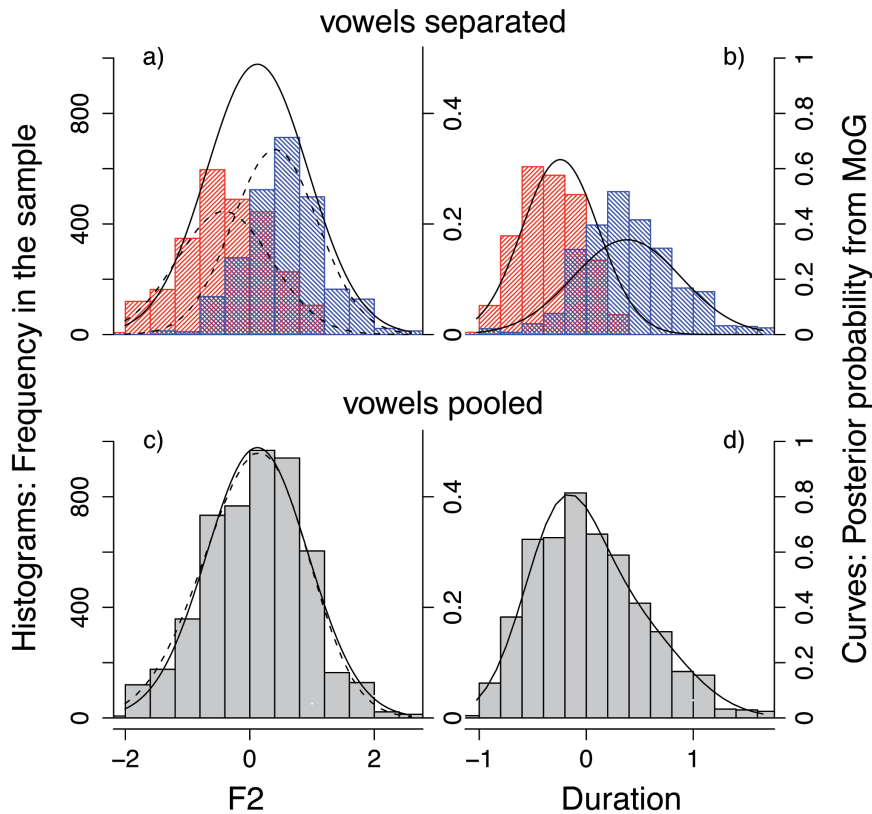 vowels separated
a)
b)
Histograms: Frequency in the sample
0 400 800
0 0.2 0.4
0 0.2 0.4 0.6 0.8 1
Curves: Posterior probability from MoG
vowels pooled
c)
d)
0 400 800
0 0.2 0.4
0 0.2 0.4 0.6 0.8 1
−2 0 2
−1 0 1
F2
Duration